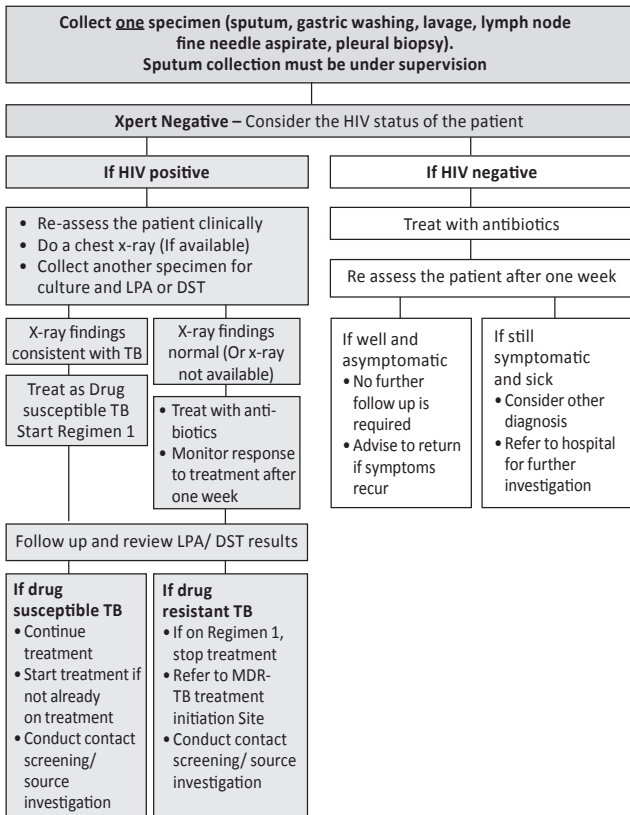 Collect one specimen (sputum, gastric washing, lavage, lymph node
fine needle aspirate, pleural biopsy).
Sputum collection must be under supervision
Xpert Negative – Consider the HIV status of the patient
If HIV positive
• Re-assess the patient clinically
• Do a chest x-ray (If available)
• Collect another specimen for
culture and LPA or DST
X-ray findings
consistent with TB
Treat as Drug
susceptible TB
Start Regimen 1
X-ray findings
normal (Or x-ray
not available)
• Treat with anti-
biotics
• Monitor response
to treatment after
one week
Follow up and review LPA/ DST results
If drug
susceptible TB
• Continue
treatment
• Start treatment if
not already
on treatment
• Conduct contact
screening/
source
investigation
If drug
resistant TB
• If on Regimen 1,
stop treatment
• Refer to MDR-
TB treatment
initiation Site
• Conduct contact
screening/ source
investigation
If HIV negative
Treat with antibiotics
Re assess the patient after one week
If well and
asymptomatic
• No further
follow up is
required
• Advise to return
if symptoms
recur
If still
symptomatic
and sick
• Consider other
diagnosis
• Refer to hospital
for further
investigation